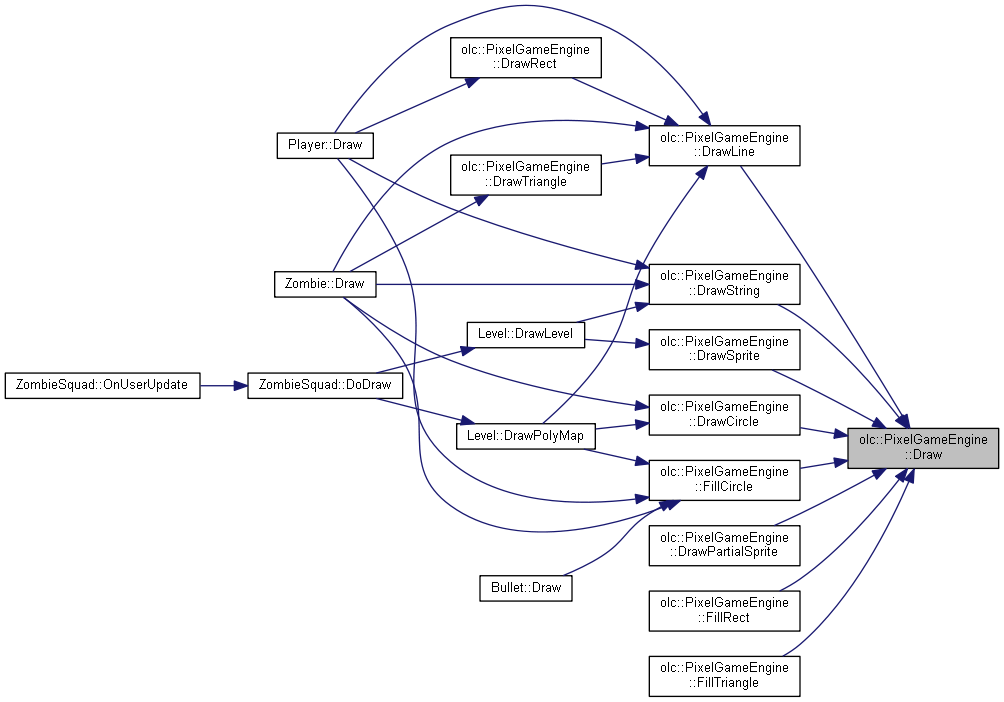 olc::PixelGameEngine
::DrawRect
Player::Draw
olc::PixelGameEngine
::DrawLine
olc::PixelGameEngine
::DrawTriangle
Zombie::Draw
olc::PixelGameEngine
::DrawString
Level::DrawLevel
olc::PixelGameEngine
::DrawSprite
ZombieSquad::OnUserUpdate
ZombieSquad::DoDraw
olc::PixelGameEngine
::DrawCircle
Level::DrawPolyMap
olc::PixelGameEngine
::Draw
olc::PixelGameEngine
::FillCircle
olc::PixelGameEngine
::DrawPartialSprite
Bullet::Draw
olc::PixelGameEngine
::FillRect
olc::PixelGameEngine
::FillTriangle